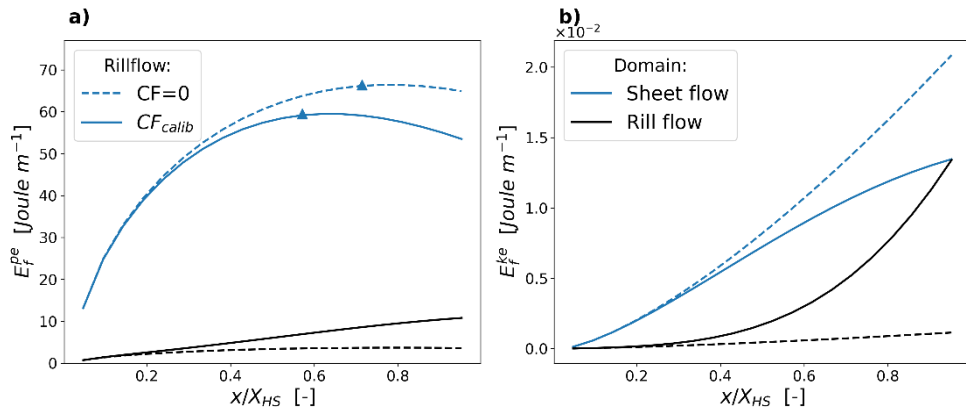 a)
Rillflow:
CF=0
CF_calib
E_f^pe [Joule m^-1]
70
60
50
40
30
20
10
0
0.2 0.4 0.6 0.8
x/X_HS [-]
b)
×10^-2
Domain:
Sheet flow
Rill flow
E_f^ke [Joule m^-1]
2.0
1.5
1.0
0.5
0.0
0.2 0.4 0.6 0.8
x/X_HS [-]